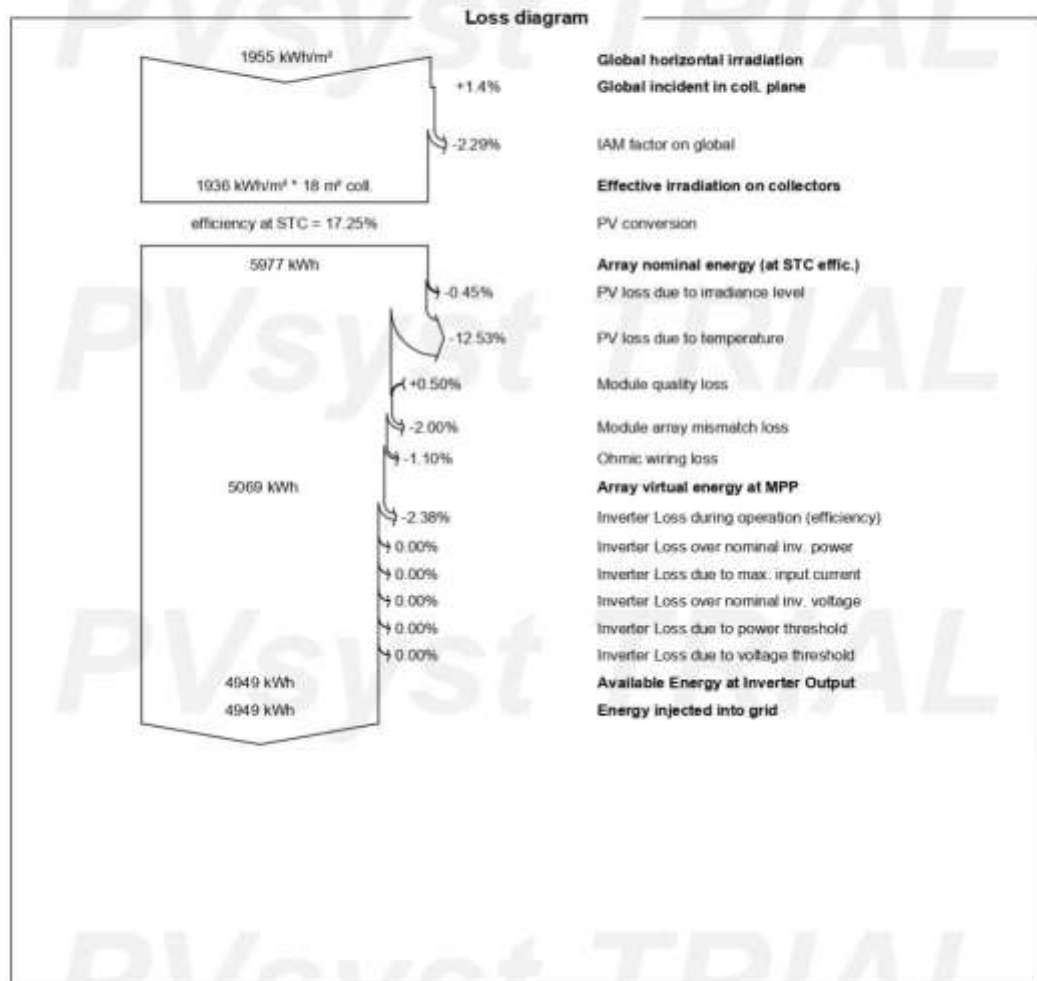 PVsyst TRIAL
Loss diagram
1955 kWh/m² Global horizontal irradiation
+1.4% Global incident in coll. plane
-2.29% IAM factor on global
1936 kWh/m² * 18 m² coll. Effective irradiation on collectors
efficiency at STC = 17.25% PV conversion
5977 kWh Array nominal energy (at STC effic.)
-0.45% PV loss due to irradiance level
PVsyst TRIAL
-12.53% PV loss due to temperature
+0.50% Module quality loss
-2.00% Module array mismatch loss
-1.10% Ohmic wiring loss
5069 kWh Array virtual energy at MPP
-2.38% Inverter Loss during operation (efficiency)
0.00% Inverter Loss over nominal inv. power
0.00% Inverter Loss due to max. input current
0.00% Inverter Loss over nominal inv. voltage
0.00% Inverter Loss due to power threshold
0.00% Inverter Loss due to voltage threshold
PVsyst TRIAL
4949 kWh Available Energy at Inverter Output
4949 kWh Energy injected into grid
PVsyst TRIAL